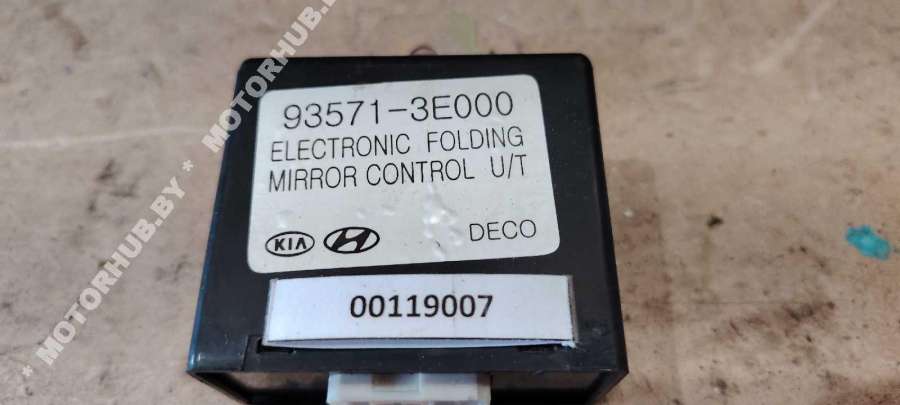 93571-3E000
ELECTRONIC FOLDING
MIRROR CONTROL U/T
KIA DECO
00119007
* MOTORHUB.BY * MOTORHUB.BY *